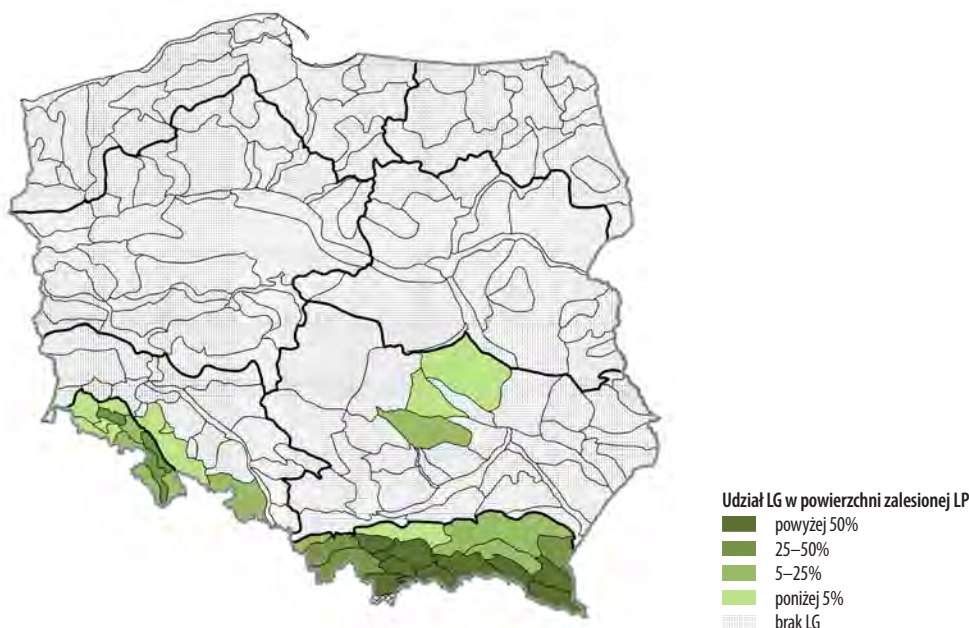 Udział LG w powierzchni zalesionej LP
powyżej 50%
25–50%
5–25%
poniżej 5%
brak LG